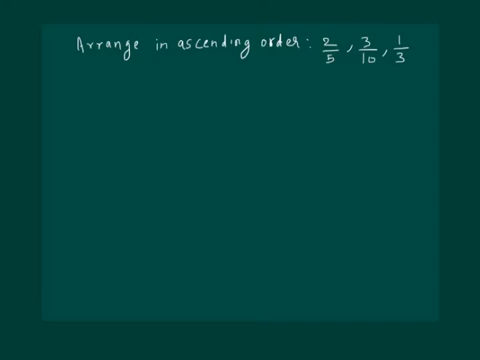 Arrange in ascending order: 2/5, 3/10, 1/3